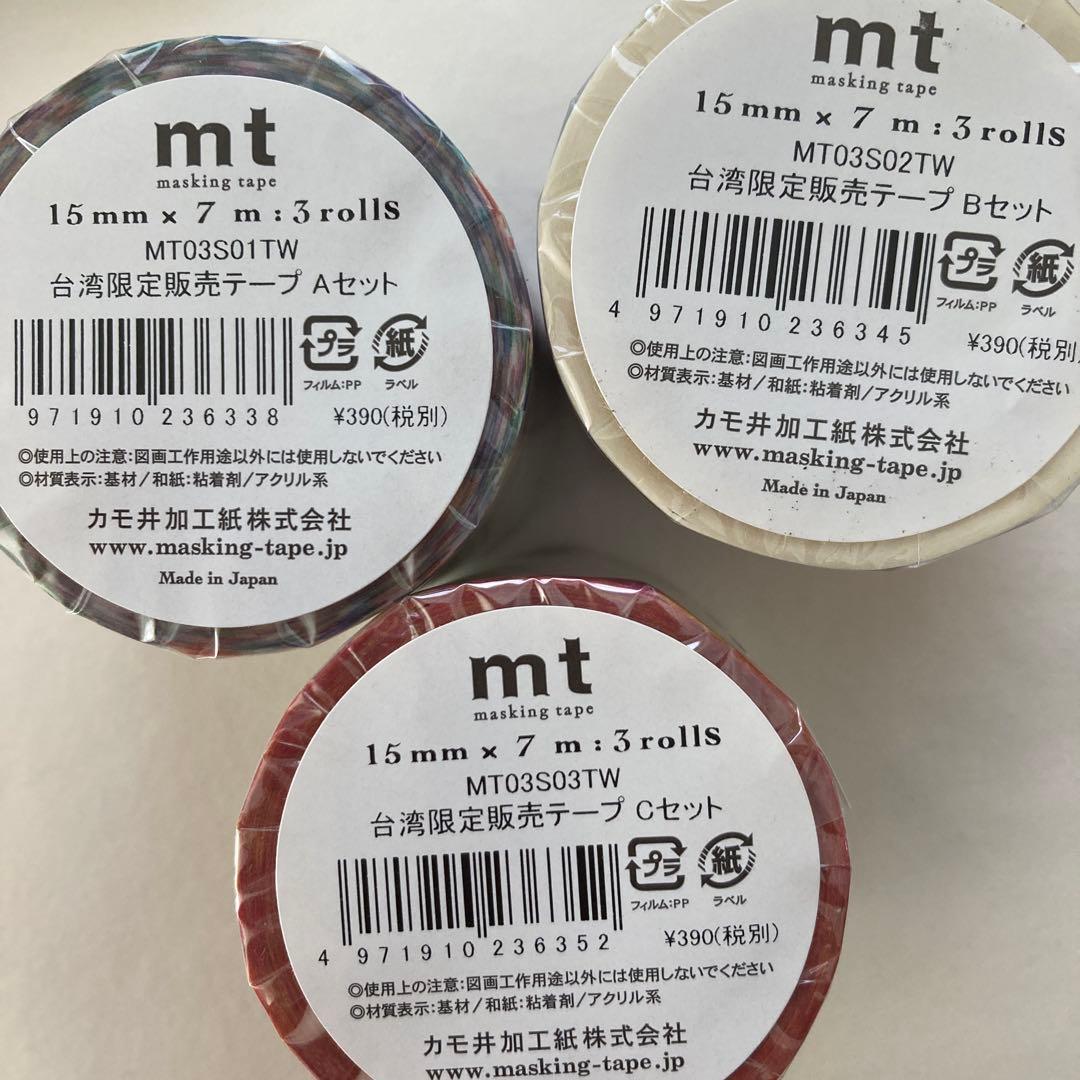 mt
masking tape
15mm × 7 m : 3 rolls
MT03S01TW
台湾限定販売テープ Aセット
プラ 紙
フィルム:PP ラベル
971910 236338
¥390(税別)
◎使用上の注意:図画工作用途以外には使用しないでください
◎材質表示:基材/和紙:粘着剤/アクリル系
カモ井加工紙株式会社
www.masking-tape.jp
Made in Japan
mt
masking tape
15mm × 7 m : 3 rolls
MT03S02TW
台湾限定販売テープ Bセット
プラ 紙
フィルム:PP ラベル
4 971910 236345
¥390(税別)
◎使用上の注意:図画工作用途以外には使用しないでください
◎材質表示:基材/和紙:粘着剤/アクリル系
カモ井加工紙株式会社
www.masking-tape.jp
Made in Japan
mt
masking tape
15mm × 7 m : 3 rolls
MT03S03TW
台湾限定販売テープ Cセット
プラ 紙
フィルム:PP ラベル
4 971910 236352
¥390(税別)
◎使用上の注意:図画工作用途以外には使用しないでください
◎材質表示:基材/和紙:粘着剤/アクリル系
カモ井加工紙株式会社
www.masking-tape.jp